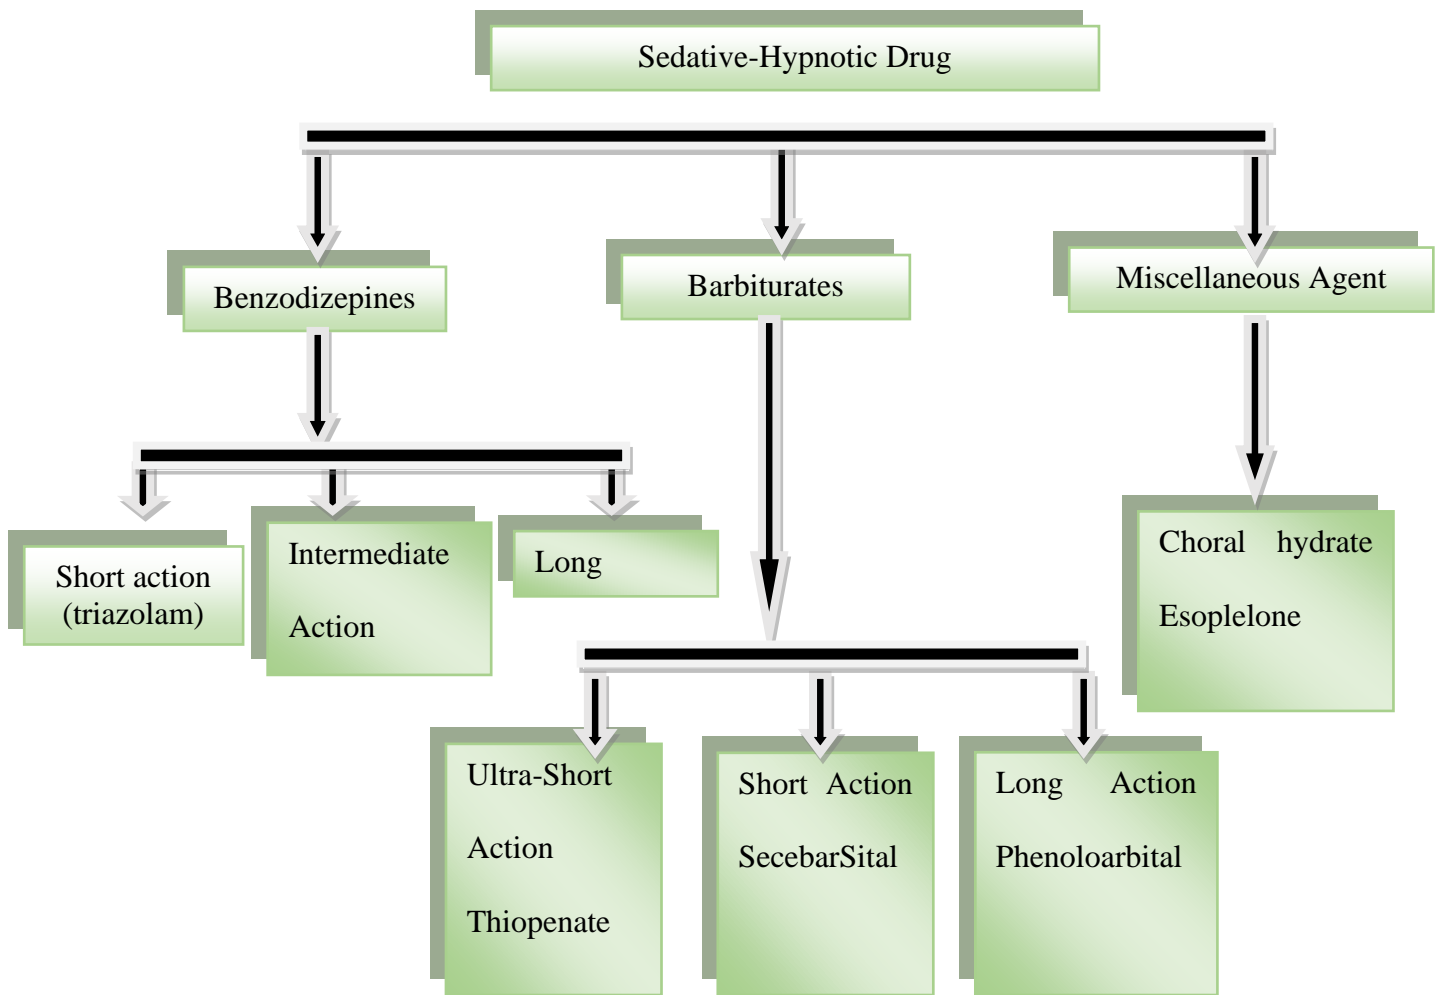 Sedative-Hypnotic Drug
Benzodizepines
Barbiturates
Miscellaneous Agent
Short action
(triazolam)
Intermediate
Action
Long
Choral hydrate
Esoplelone
Ultra-Short
Action
Thiopenate
Short Action
SecebarSital
Long Action
Phenoloarbital